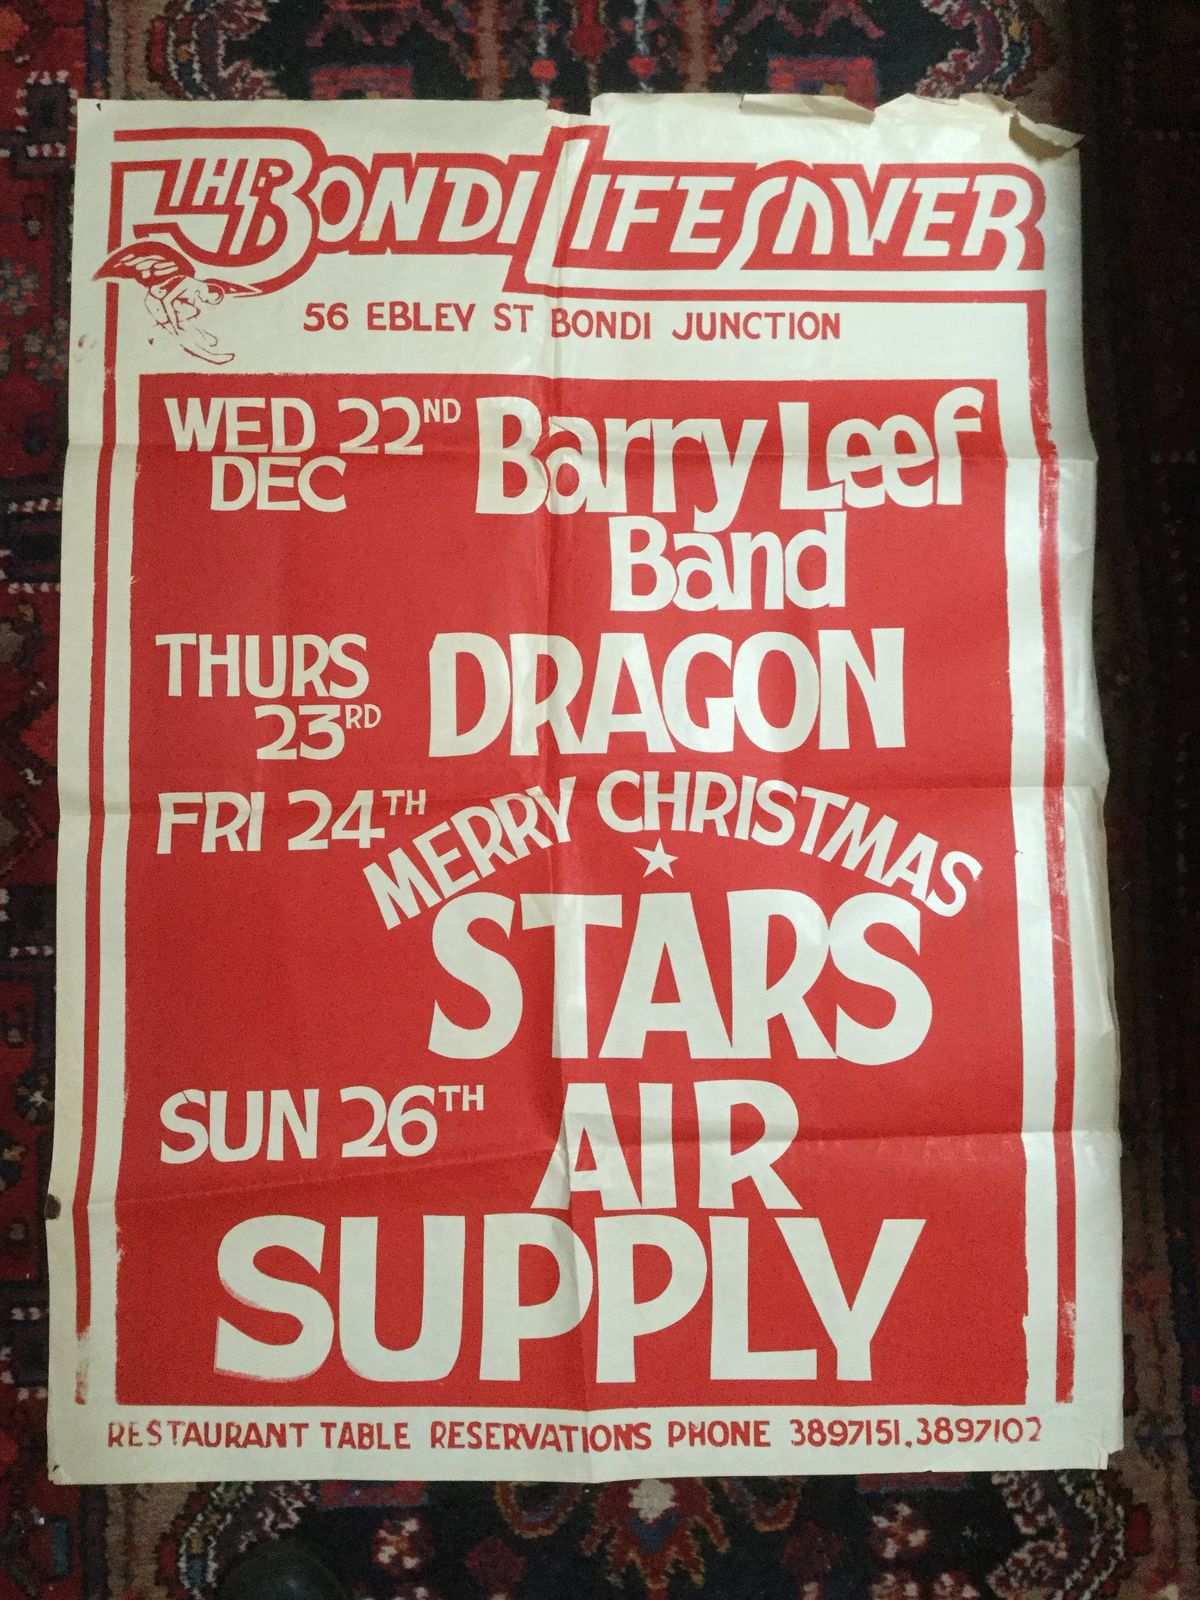 THE BONDI LIFESAVER
56 EBLEY ST BONDI JUNCTION
WED 22ND DEC
Barry Leef Band
THURS 23RD
DRAGON
FRI 24TH
MERRY CHRISTMAS
STARS
SUN 26TH
AIR SUPPLY
RESTAURANT TABLE RESERVATIONS PHONE 3897151,3897102